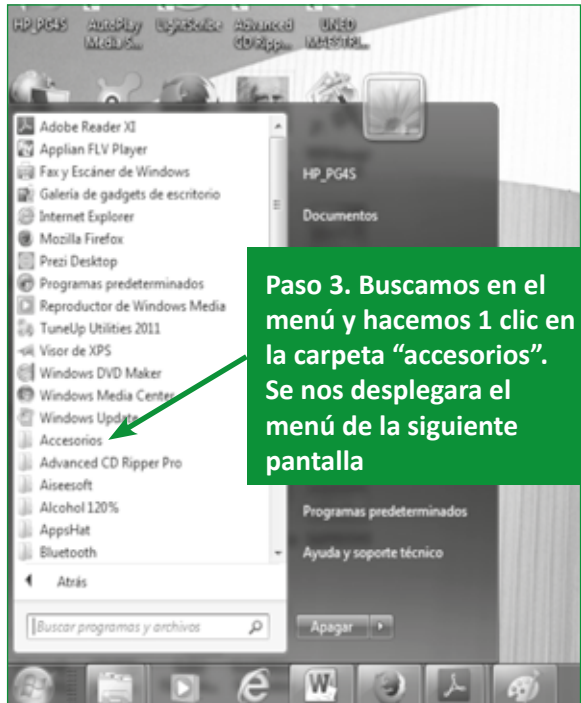 HP_PG4S
AutoPlay
Media S...
Advanced
CD Ripp...
UNED
MAESTRI...
Adobe Reader XI
Applian FLV Player
Fax y Escáner de Windows
Galería de gadgets de escritorio
Internet Explorer
Mozilla Firefox
Prezi Desktop
Programas predeterminados
Reproductor de Windows Media
TuneUp Utilities 2011
Visor de XPS
Windows DVD Maker
Windows Media Center
Windows Update
Accesorios
Advanced CD Ripper Pro
Aiseesoft
Alcohol 120%
AppsHat
Bluetooth
Atrás
Buscar programas y archivos
HP_PG4S
Documentos
Paso 3. Buscamos en el
menú y hacemos 1 clic en
la carpeta “accesorios”.
Se nos desplegara el
menú de la siguiente
pantalla
Programas predeterminados
Ayuda y soporte técnico
Apagar